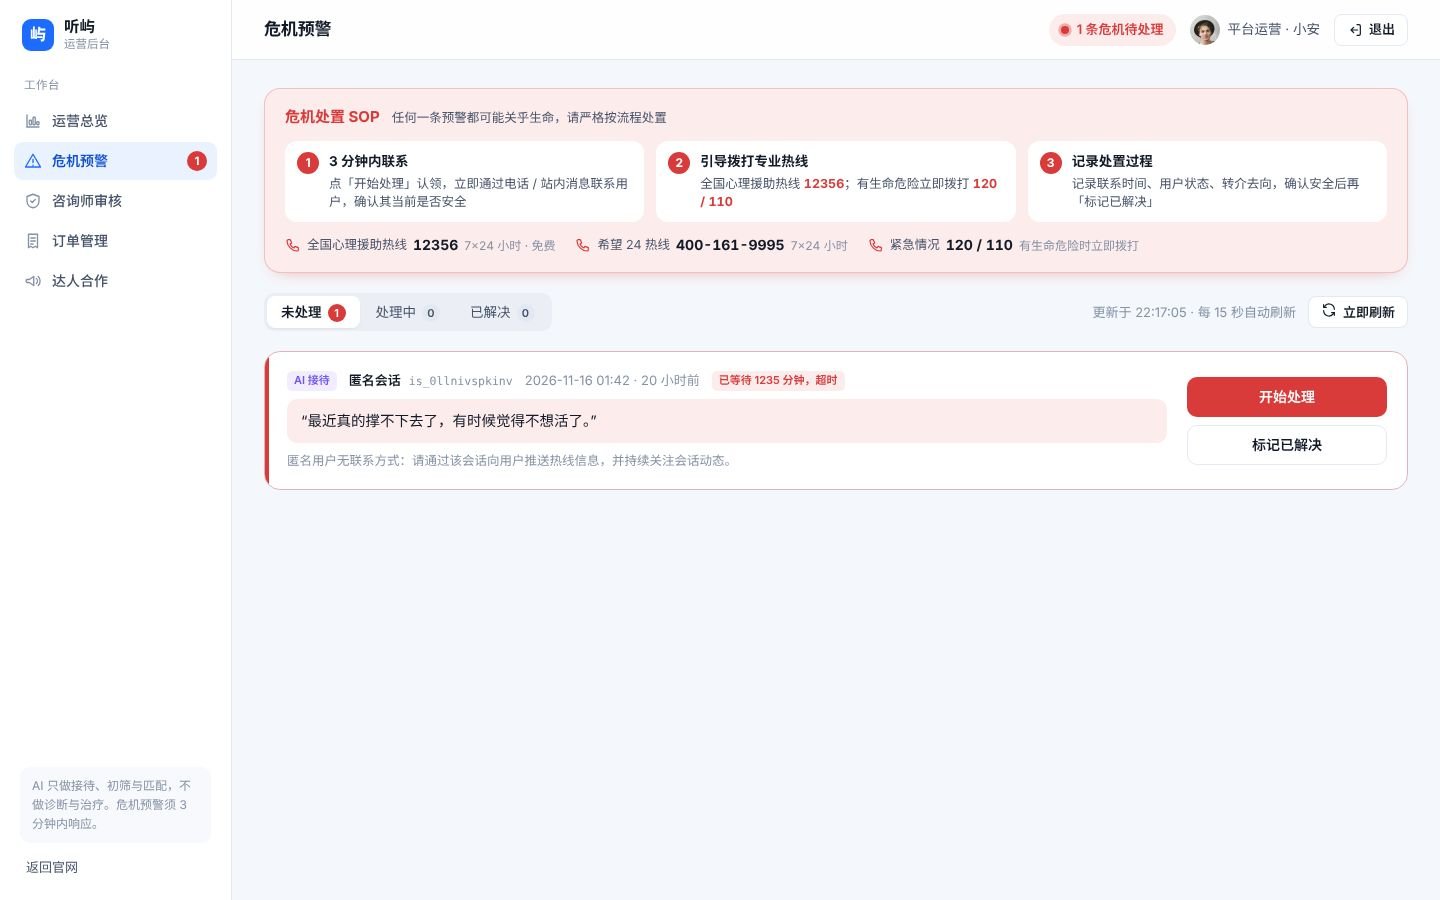 屿
听屿
运营后台
工作台
运营总览
危机预警 1
咨询师审核
订单管理
达人合作
AI 只做接待、初筛与匹配，不
做诊断与治疗。危机预警须 3
分钟内响应。
返回官网
危机预警
1 条危机待处理
平台运营 · 小安
退出
危机处置 SOP 任何一条预警都可能关乎生命，请严格按流程处置
1 3 分钟内联系
点「开始处理」认领，立即通过电话 / 站内消息联系用
户，确认其当前是否安全
2 引导拨打专业热线
全国心理援助热线 12356；有生命危险立即拨打 120
/ 110
3 记录处置过程
记录联系时间、用户状态、转介去向，确认安全后再
「标记已解决」
全国心理援助热线 12356 7×24 小时 · 免费
希望 24 热线 400-161-9995 7×24 小时
紧急情况 120 / 110 有生命危险时立即拨打
未处理 1 处理中 0 已解决 0
更新于 22:17:05 · 每 15 秒自动刷新
立即刷新
AI 接待 匿名会话 is_0llnivspkinv 2026-11-16 01:42 · 20 小时前 已等待 1235 分钟，超时
“最近真的撑不下去了，有时候觉得不想活了。”
匿名用户无联系方式：请通过该会话向用户推送热线信息，并持续关注会话动态。
开始处理
标记已解决